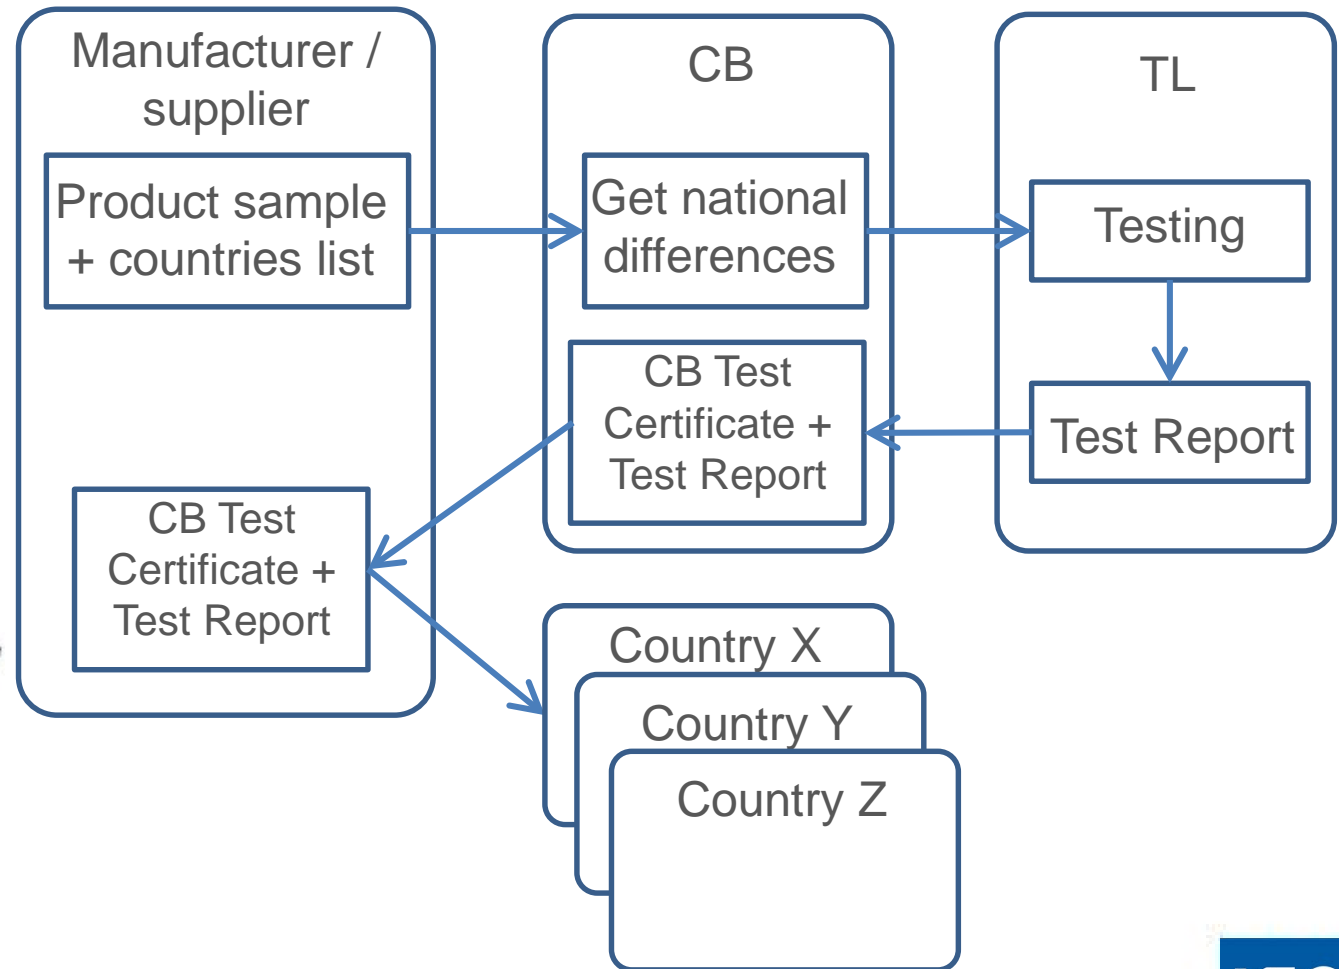 Manufacturer /
supplier
Product sample
+ countries list
CB Test
Certificate +
Test Report
CB
Get national
differences
CB Test
Certificate +
Test Report
TL
Testing
Test Report
Country X
Country Y
Country Z